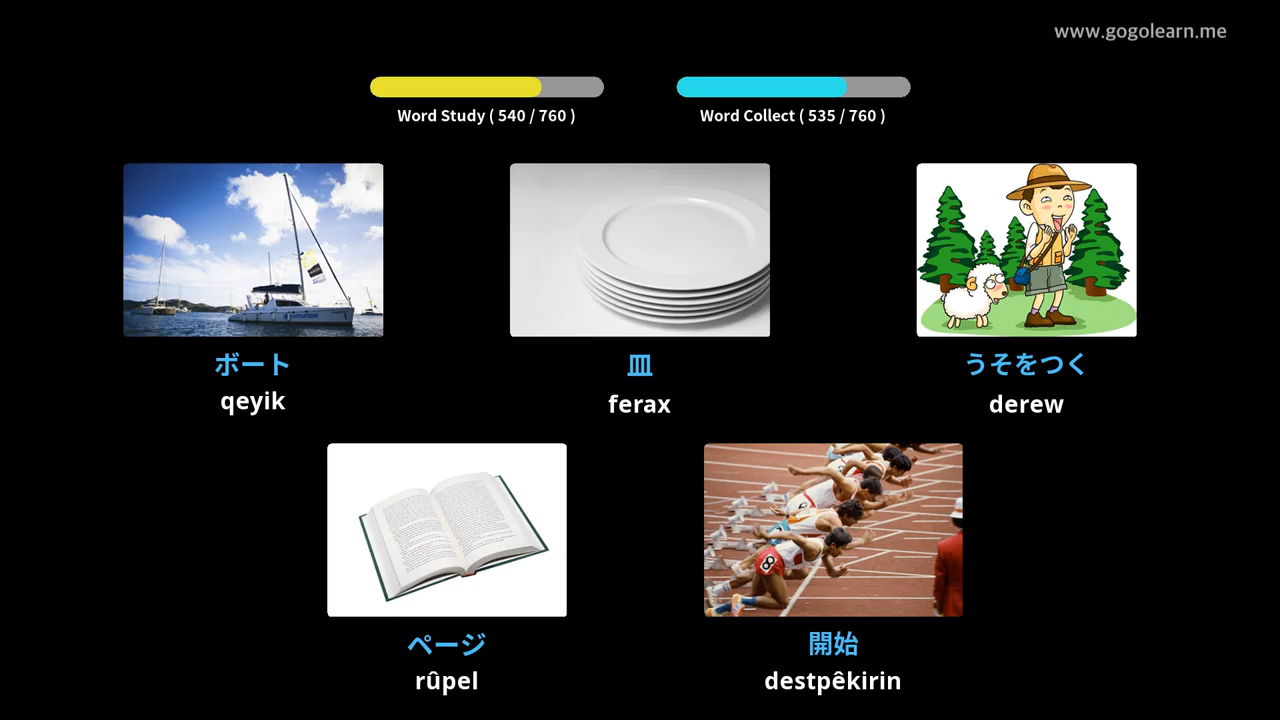 www.gogolearn.me
Word Study ( 540 / 760 )
Word Collect ( 535 / 760 )
ボート
qeyik
皿
ferax
うそをつく
derew
ページ
rûpel
8
開始
destpêkirin